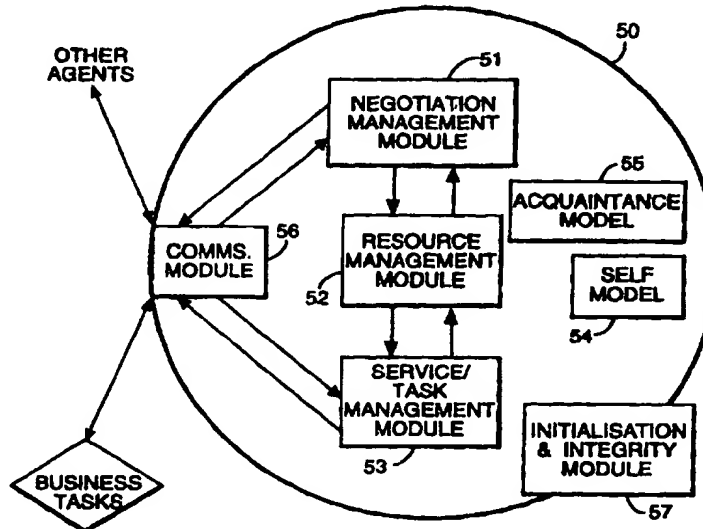 OTHER
AGENTS
50
51
NEGOTIATION
MANAGEMENT
MODULE
55
ACQUAINTANCE
MODEL
56
COMMS.
MODULE
RESOURCE
MANAGEMENT
MODULE
52
SELF
MODEL
54
SERVICE/
TASK
MANAGEMENT
MODULE
53
INITIALISATION
& INTEGRITY
MODULE
57
BUSINESS
TASKS